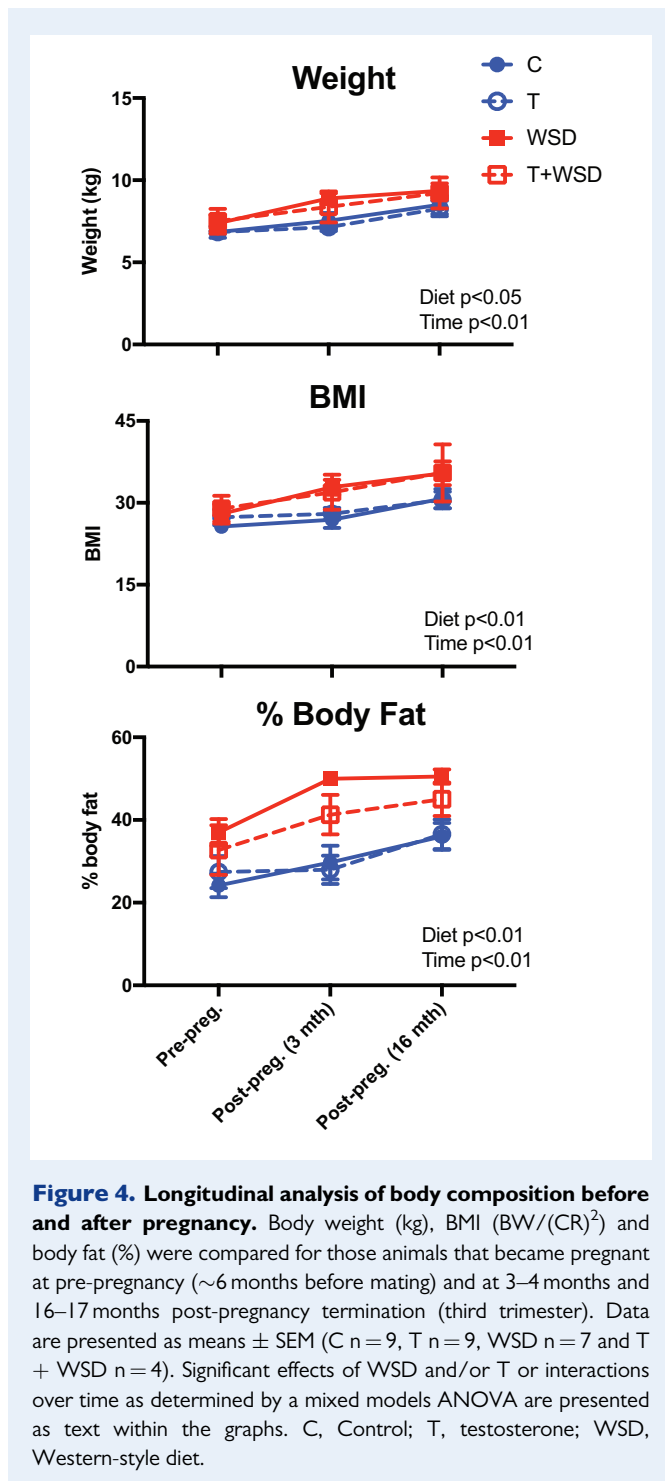 Weight
C
T
WSD
T+WSD
15
10
5
0
Weight (kg)
Diet p<0.05
Time p<0.01
BMI
45
30
15
0
BMI
Diet p<0.01
Time p<0.01
% Body Fat
60
40
20
0
% body fat
Diet p<0.01
Time p<0.01
Pre-preg.
Post-preg. (3 mth)
Post-preg. (16 mth)
Figure 4. Longitudinal analysis of body composition before
and after pregnancy. Body weight (kg), BMI (BW/(CR)²) and
body fat (%) were compared for those animals that became pregnant
at pre-pregnancy (∼6 months before mating) and at 3–4 months and
16–17 months post-pregnancy termination (third trimester). Data
are presented as means ± SEM (C n = 9, T n = 9, WSD n = 7 and T
+ WSD n = 4). Significant effects of WSD and/or T or interactions
over time as determined by a mixed models ANOVA are presented
as text within the graphs. C, Control; T, testosterone; WSD,
Western-style diet.